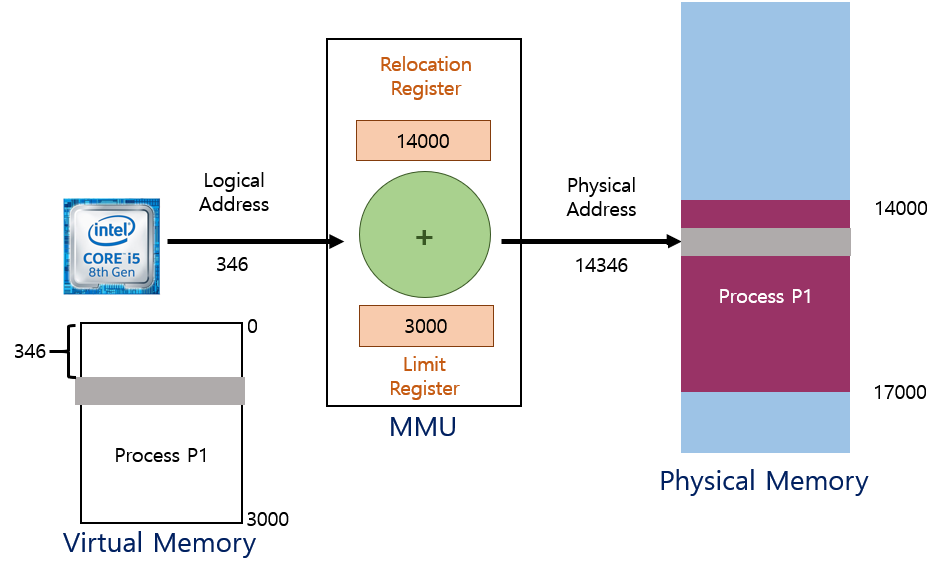 Relocation
Register
14000
Logical
Address
346
intel
CORE i5
8th Gen
+
3000
Limit
Register
MMU
Physical
Address
14346
14000
Process P1
17000
Physical Memory
0
346
Process P1
3000
Virtual Memory